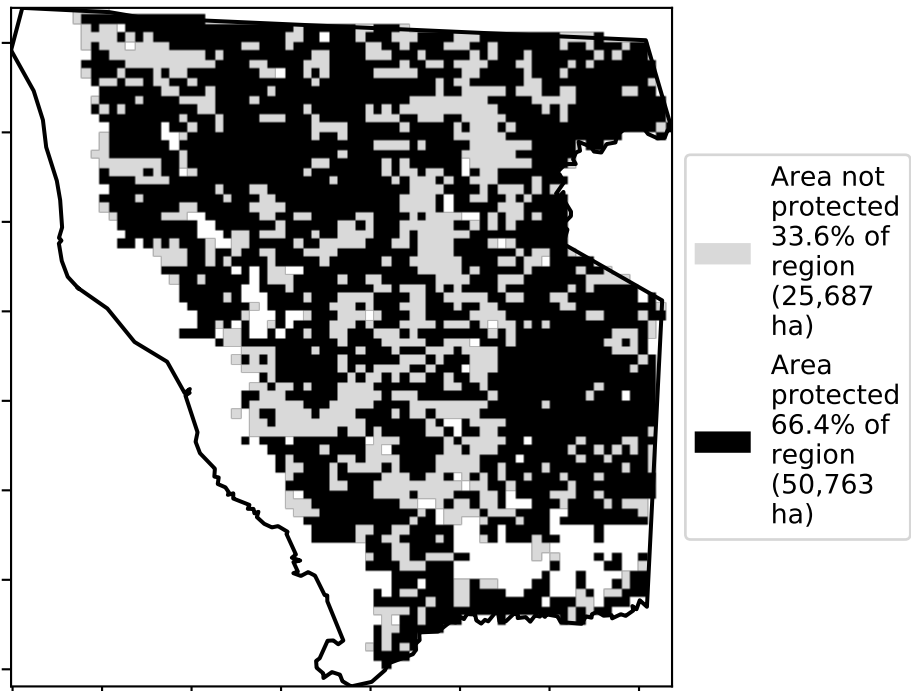 Area not
protected
33.6% of
region
(25,687
ha)
Area
protected
66.4% of
region
(50,763
ha)